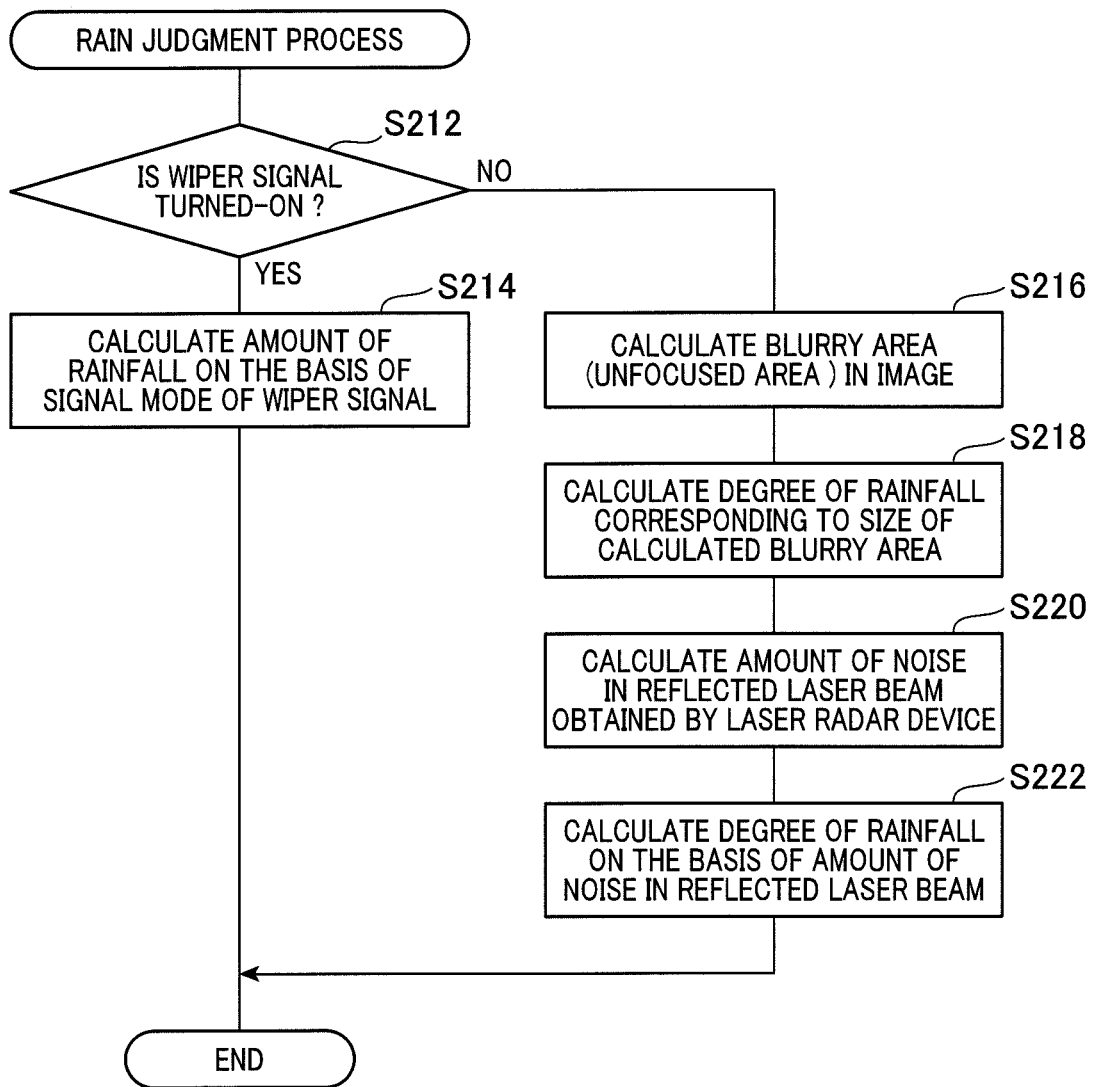 RAIN JUDGMENT PROCESS
S212
IS WIPER SIGNAL
TURNED-ON ?
NO
YES
S214
CALCULATE AMOUNT OF
RAINFALL ON THE BASIS OF
SIGNAL MODE OF WIPER SIGNAL
S216
CALCULATE BLURRY AREA
(UNFOCUSED AREA ) IN IMAGE
S218
CALCULATE DEGREE OF RAINFALL
CORRESPONDING TO SIZE OF
CALCULATED BLURRY AREA
S220
CALCULATE AMOUNT OF NOISE
IN REFLECTED LASER BEAM
OBTAINED BY LASER RADAR DEVICE
S222
CALCULATE DEGREE OF RAINFALL
ON THE BASIS OF AMOUNT OF
NOISE IN REFLECTED LASER BEAM
END